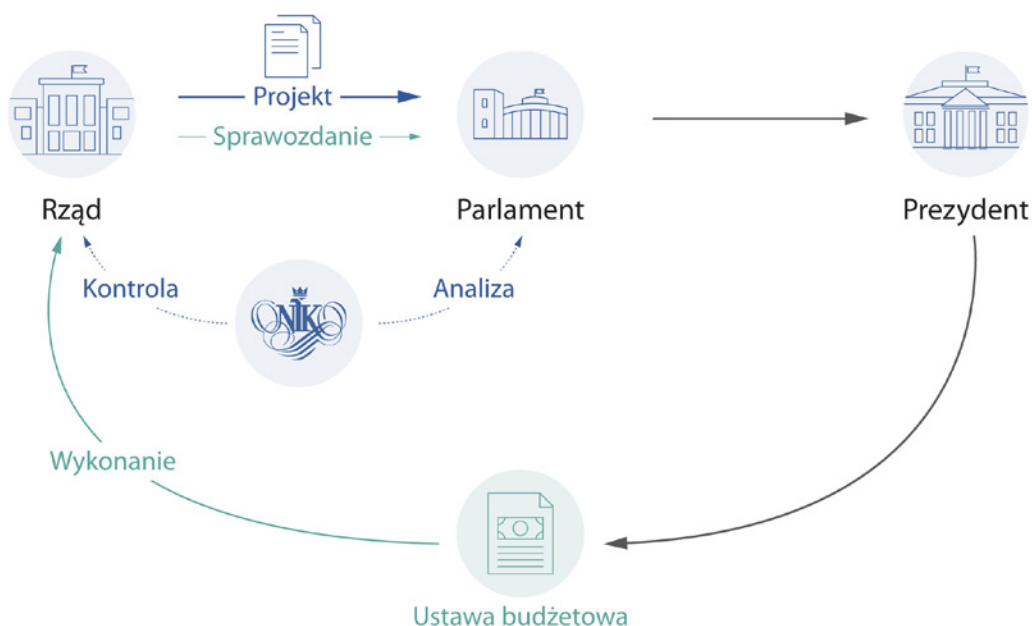 Projekt
Sprawozdanie
Rząd
Parlament
Prezydent
Kontrola
NIK
Analiza
Wykonanie
Ustawa budżetowa